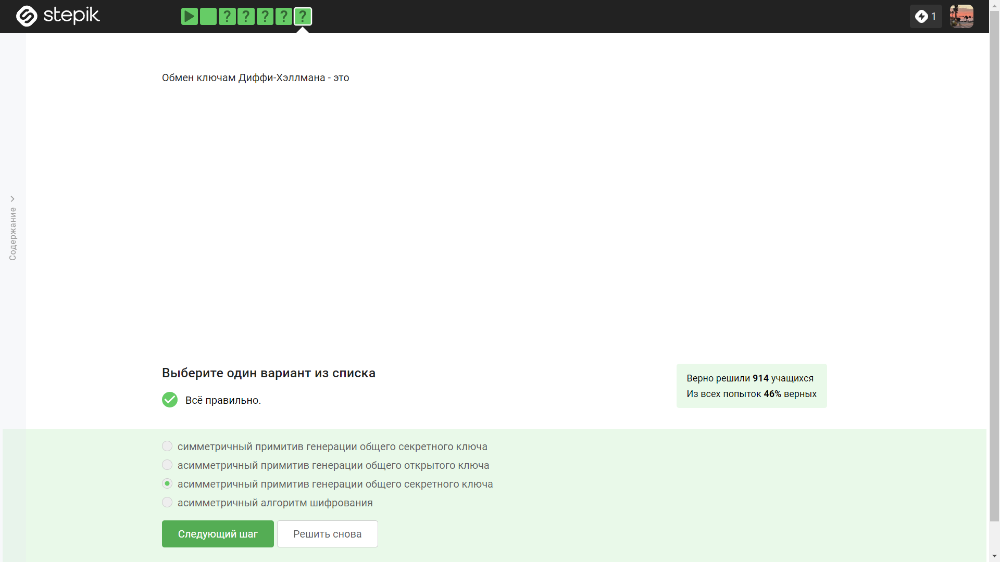 stepik
? ? ? ? ?
1
Содержание
Обмен ключам Диффи-Хэллмана - это
Выберите один вариант из списка
Всё правильно.
Верно решили 914 учащихся
Из всех попыток 46% верных
симметричный примитив генерации общего секретного ключа
асимметричный примитив генерации общего открытого ключа
асимметричный примитив генерации общего секретного ключа
асимметричный алгоритм шифрования
Следующий шаг
Решить снова